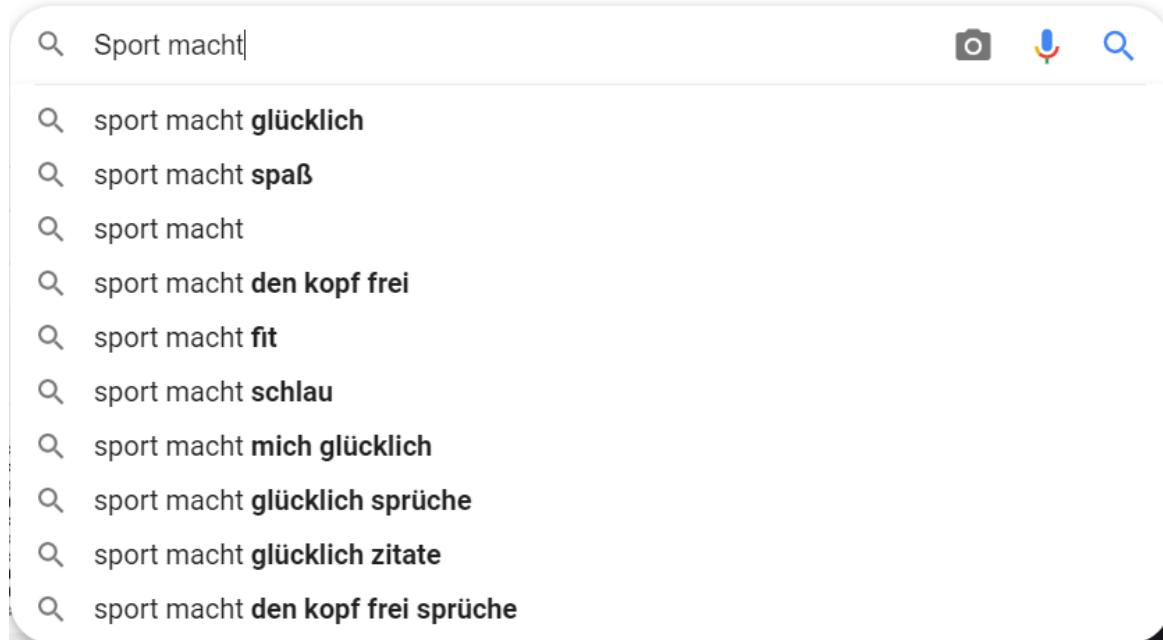 Sport macht
sport macht glücklich
sport macht spaß
sport macht
sport macht den kopf frei
sport macht fit
sport macht schlau
sport macht mich glücklich
sport macht glücklich sprüche
sport macht glücklich zitate
sport macht den kopf frei sprüche